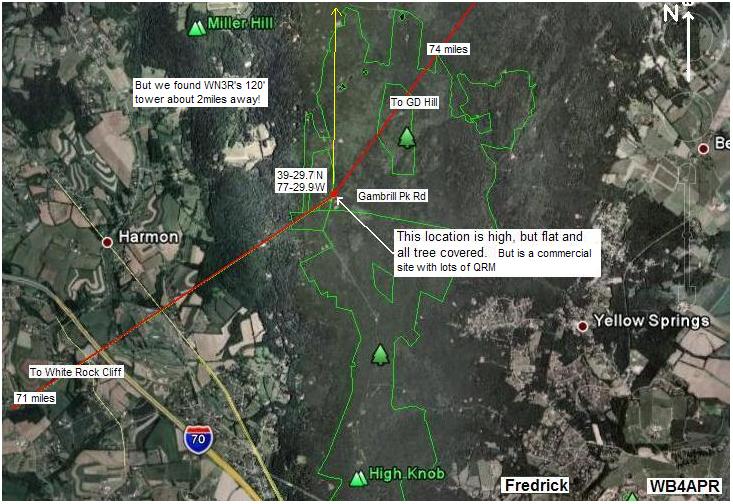 Miller Hill
N
74 miles
But we found WN3R's 120'
tower about 2miles away!
To GD Hill
Be
39-29.7N
77-29.9W
Gambrill Pk Rd
Harmon
This location is high, but flat and
all tree covered. But is a commercial
site with lots of QRM
Yellow Springs
To White Rock Cliff
71 miles
70
High Knob
Fredrick
WB4APR